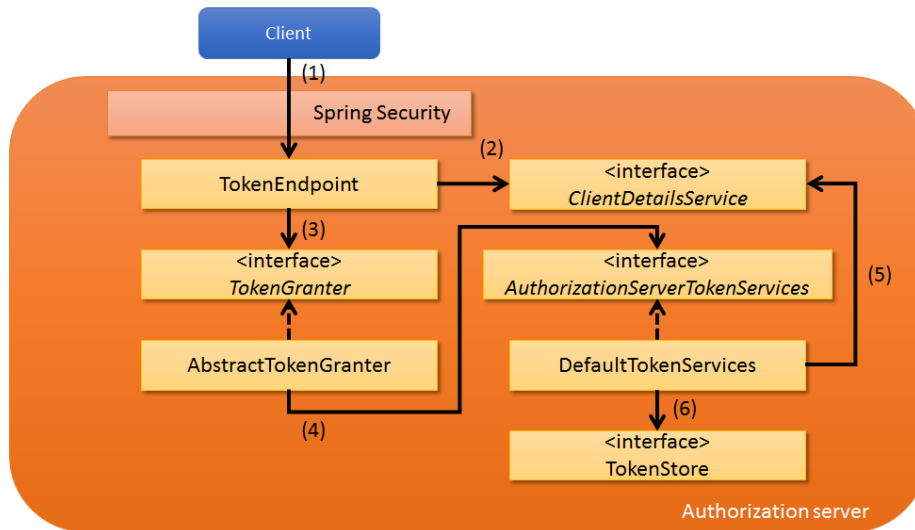 Client
(1)
Spring Security
(2)
TokenEndpoint
<interface>
ClientDetailsService
(3)
<interface>
TokenGranter
<interface>
AuthorizationServerTokenServices
(5)
AbstractTokenGranter
DefaultTokenServices
(4)
(6)
<interface>
TokenStore
Authorization server